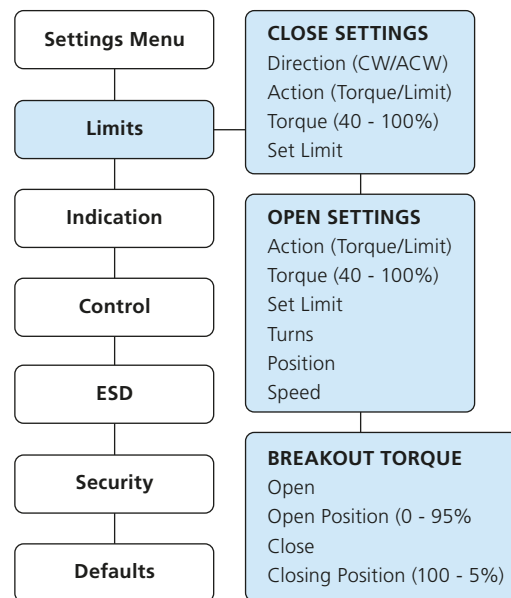 Settings Menu
Limits
Indication
Control
ESD
Security
Defaults
CLOSE SETTINGS
Direction (CW/ACW)
Action (Torque/Limit)
Torque (40 - 100%)
Set Limit
OPEN SETTINGS
Action (Torque/Limit)
Torque (40 - 100%)
Set Limit
Turns
Position
Speed
BREAKOUT TORQUE
Open
Open Position (0 - 95%
Close
Closing Position (100 - 5%)